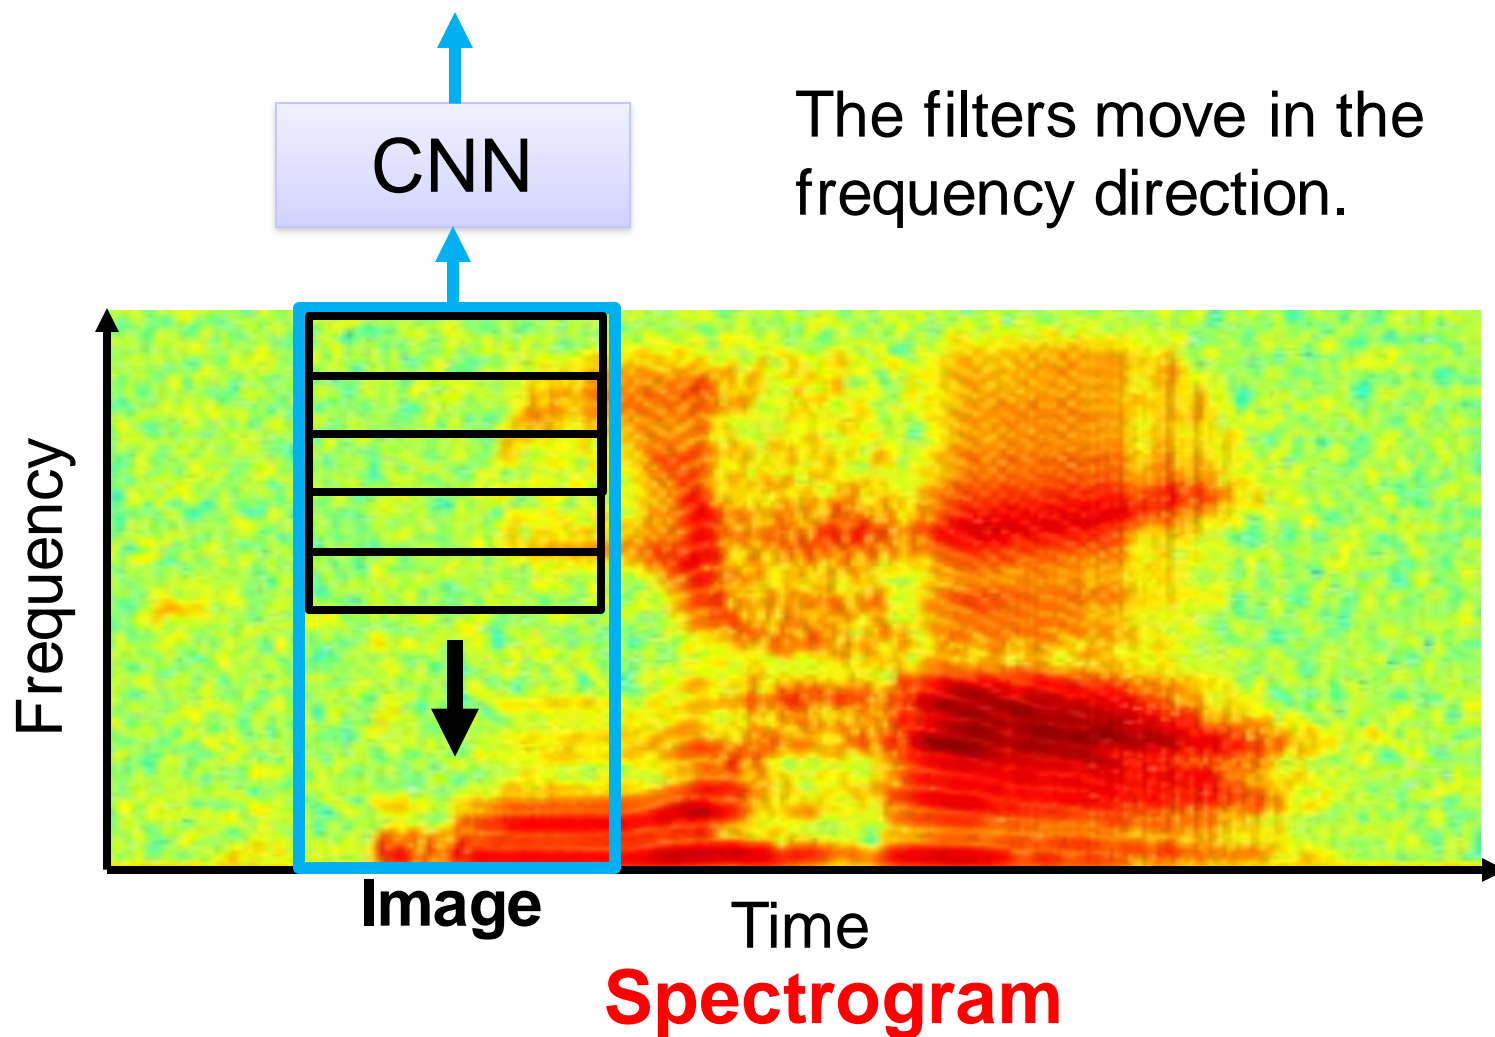 CNN
The filters move in the
frequency direction.
Frequency
Image
Time
Spectrogram